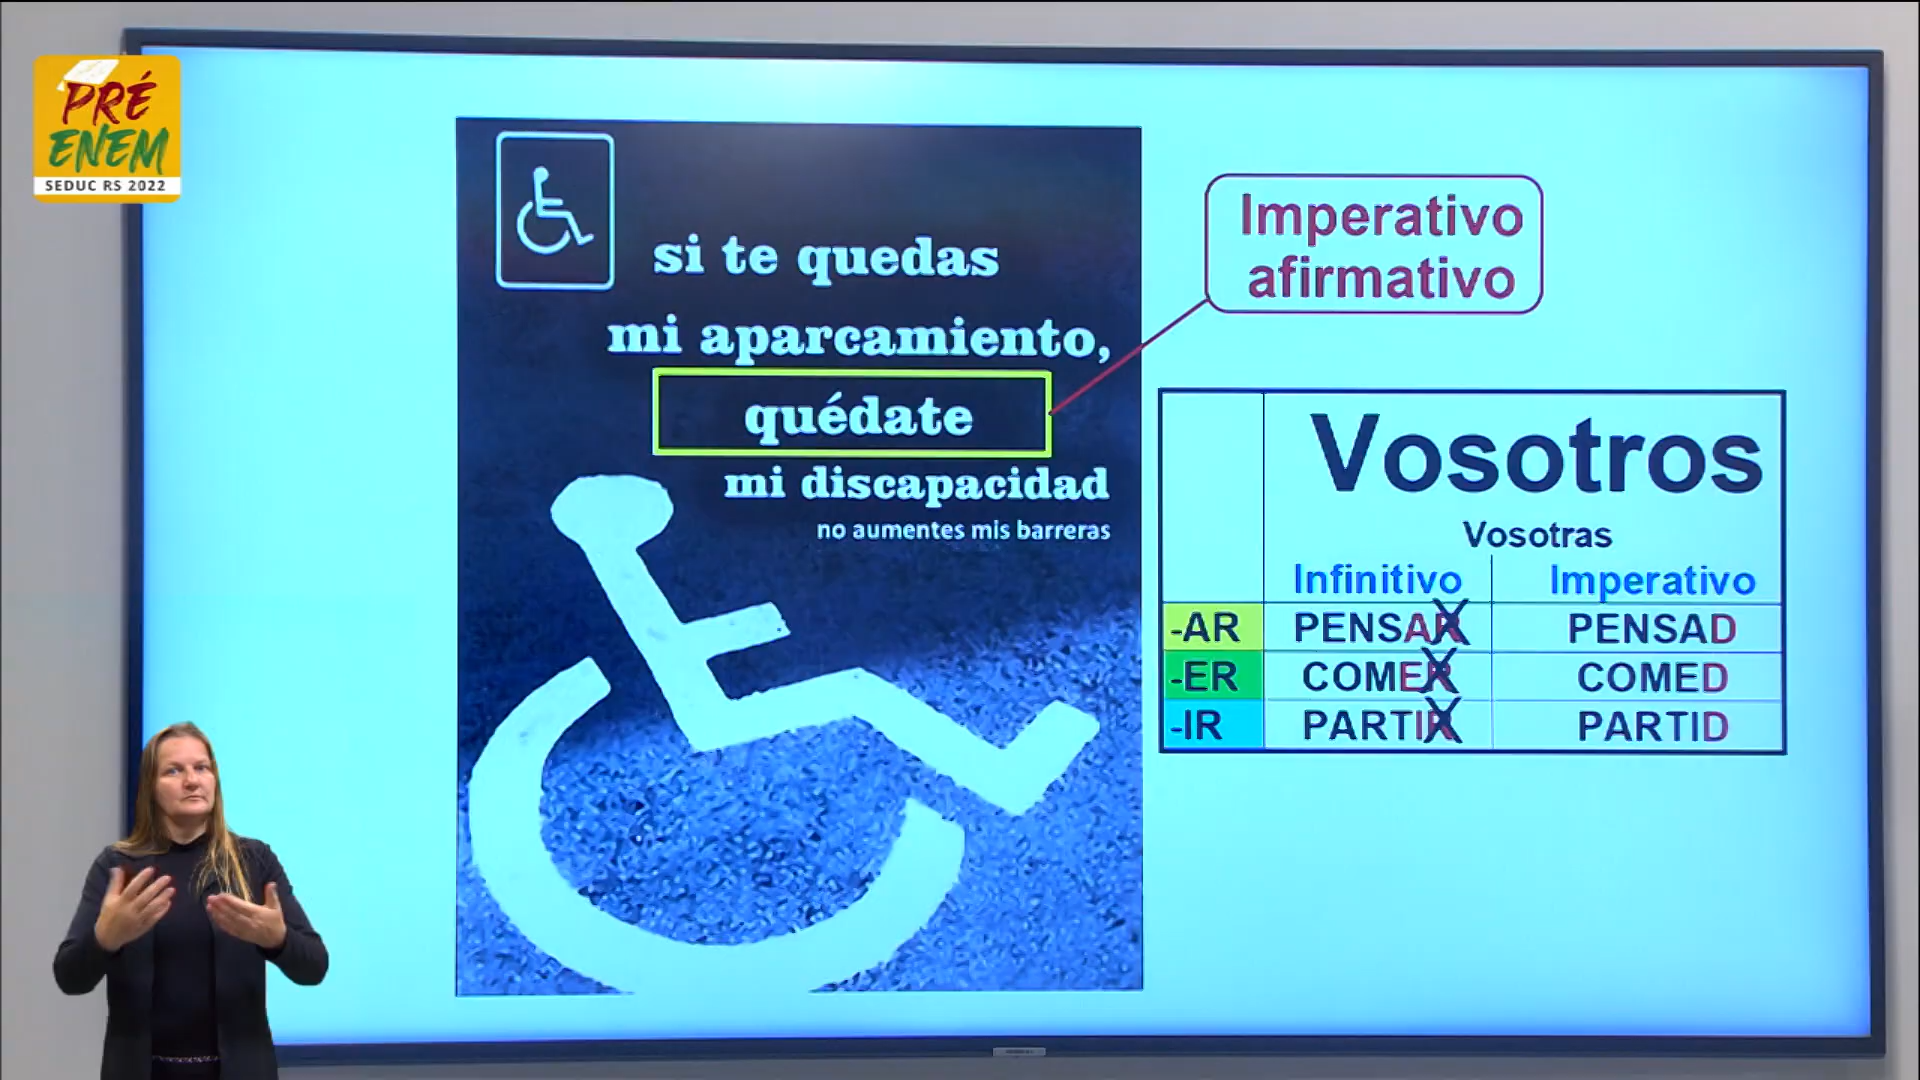 PRÉ
ENEM
SEDUC RS 2022
si te quedas
mi aparcamiento,
quédate
mi discapacidad
no aumentes mis barreras
Imperativo
afirmativo
Vosotros
Vosotras
Infinitivo Imperativo
-AR PENSAR PENSAD
-ER COMER COMED
-IR PARTIR PARTID